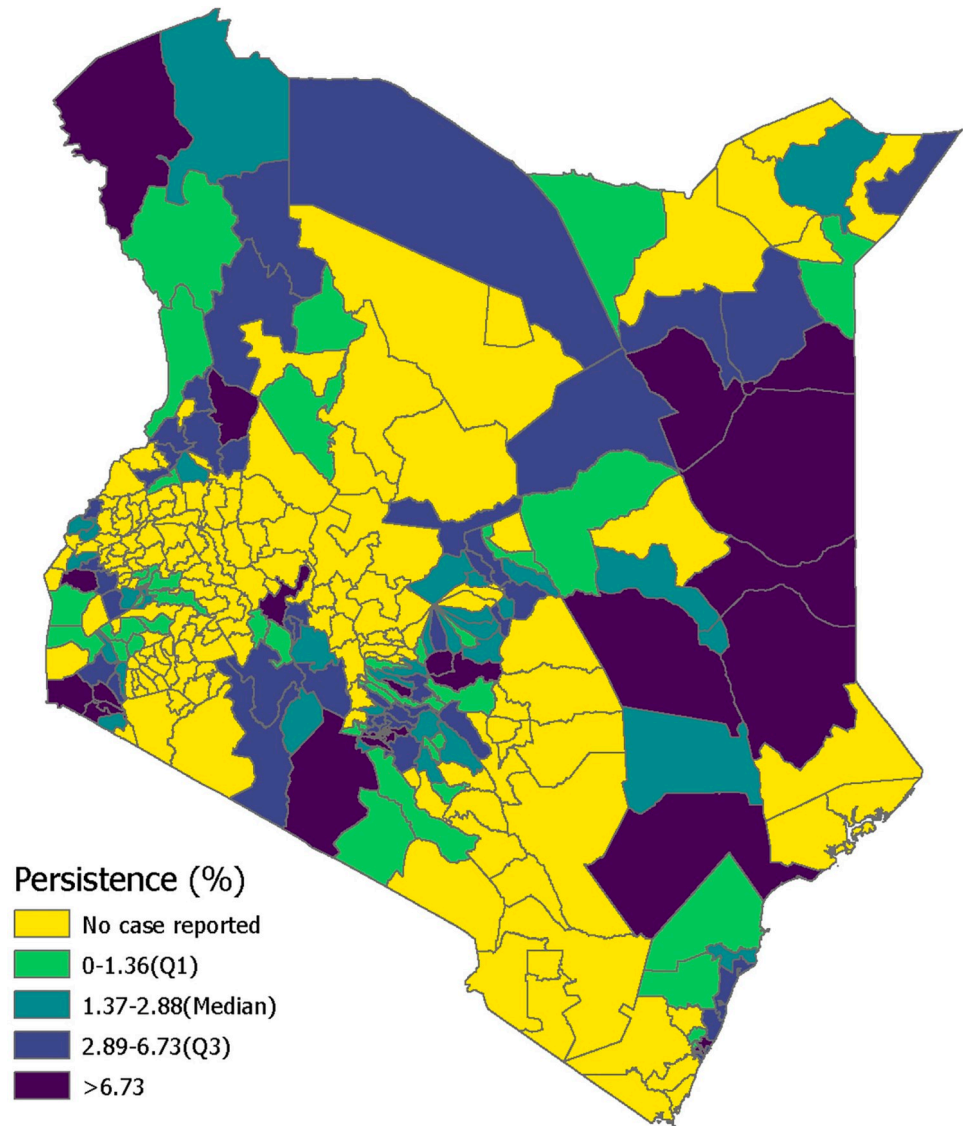 Persistence (%)
No case reported
0-1.36(Q1)
1.37-2.88(Median)
2.89-6.73(Q3)
>6.73